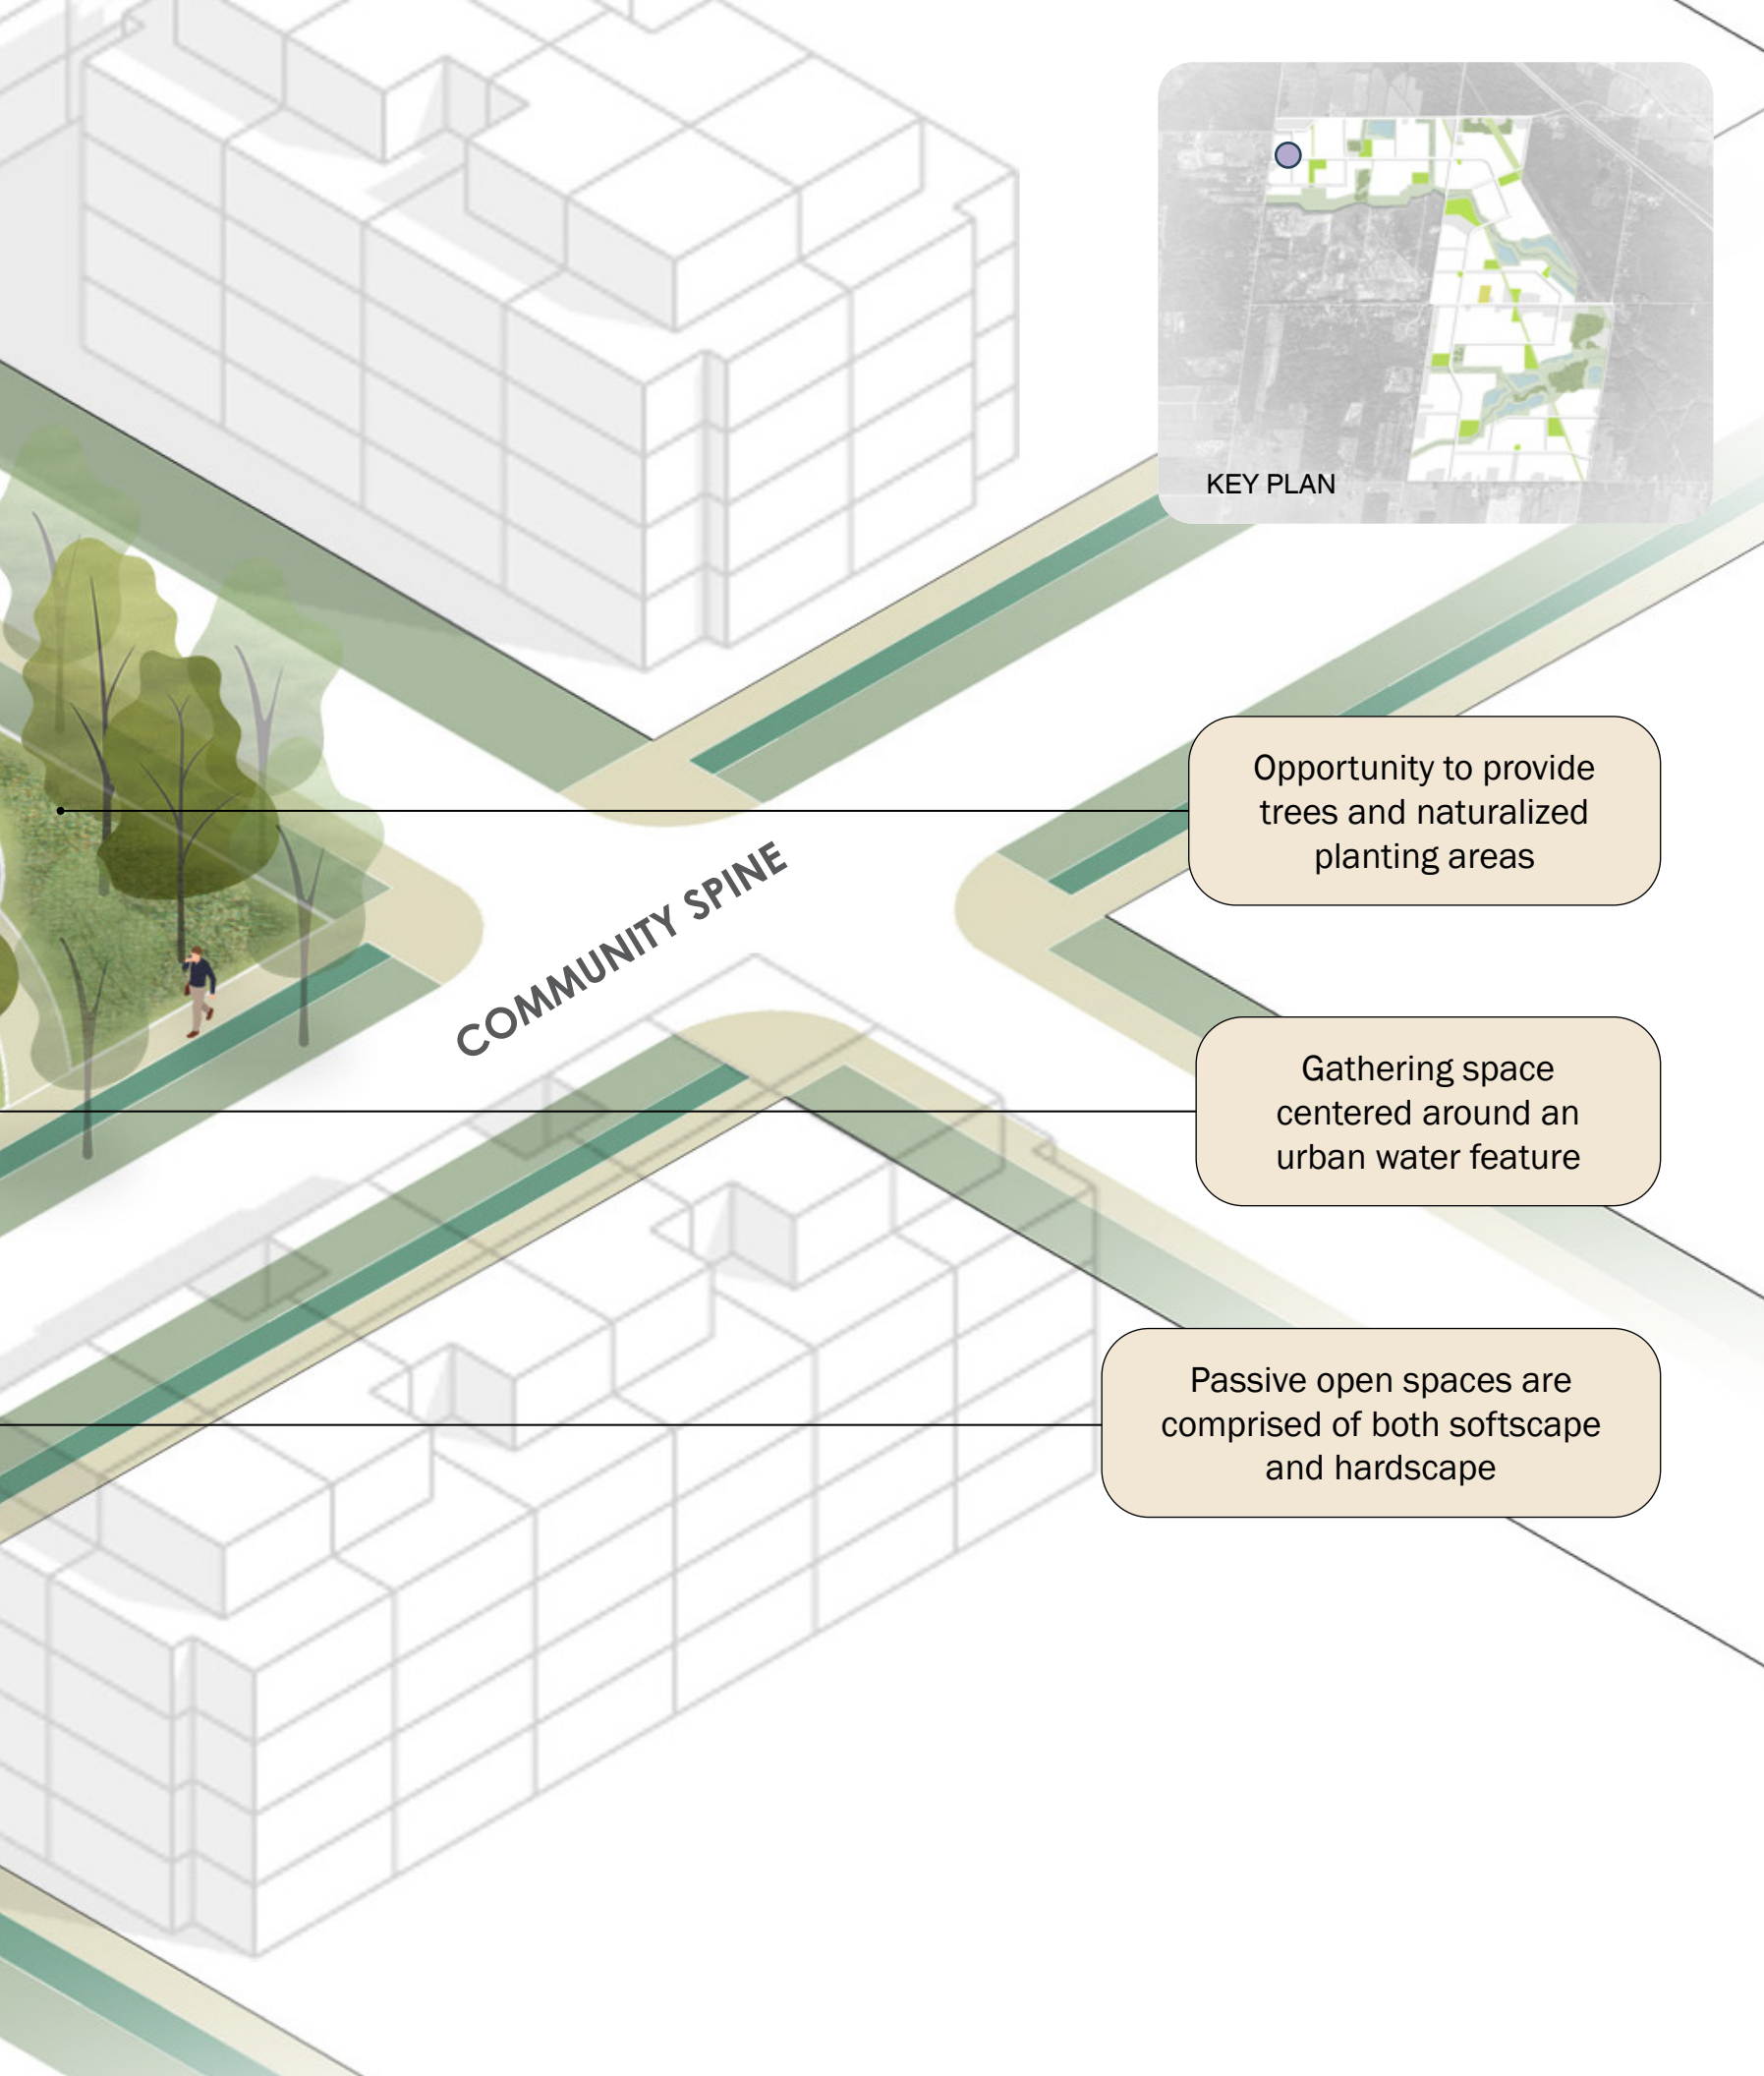 KEY PLAN
Opportunity to provide
trees and naturalized
planting areas
COMMUNITY SPINE
Gathering space
centered around an
urban water feature
Passive open spaces are
comprised of both softscape
and hardscape